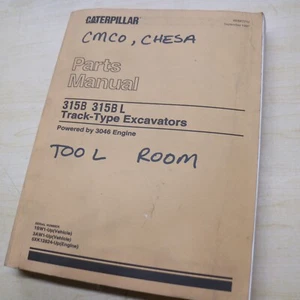 CATERPILLAR
CMCO, CHESA
Parts
Manual
315B 315B L
Track-Type Excavators
Powered by 3046 Engine
TOOL ROOM